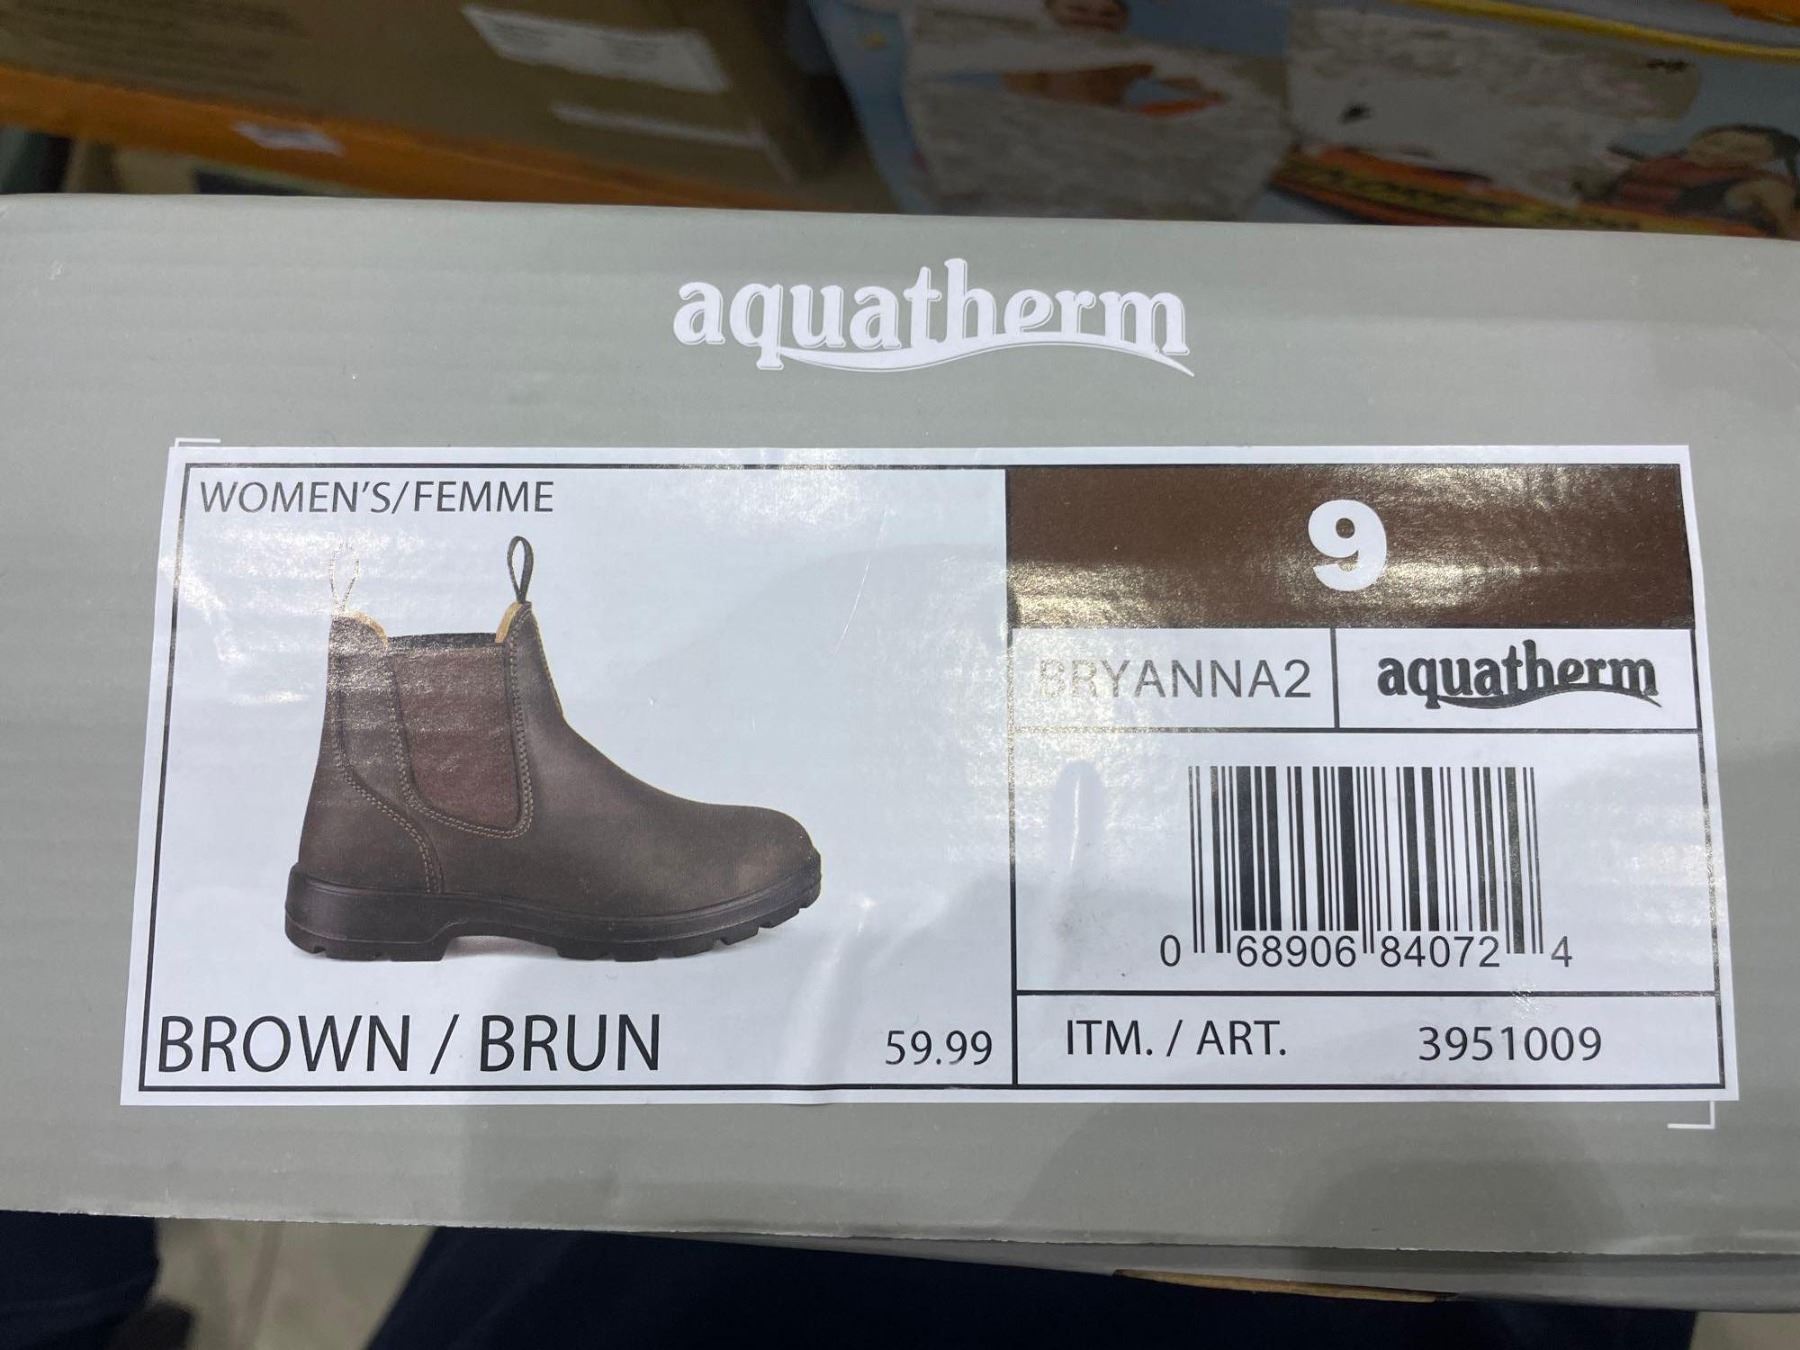 aquatherm
WOMEN'S/FEMME
9
BRYANNA2
aquatherm
0 68906 84072 4
BROWN / BRUN
59.99
ITM. / ART. 3951009